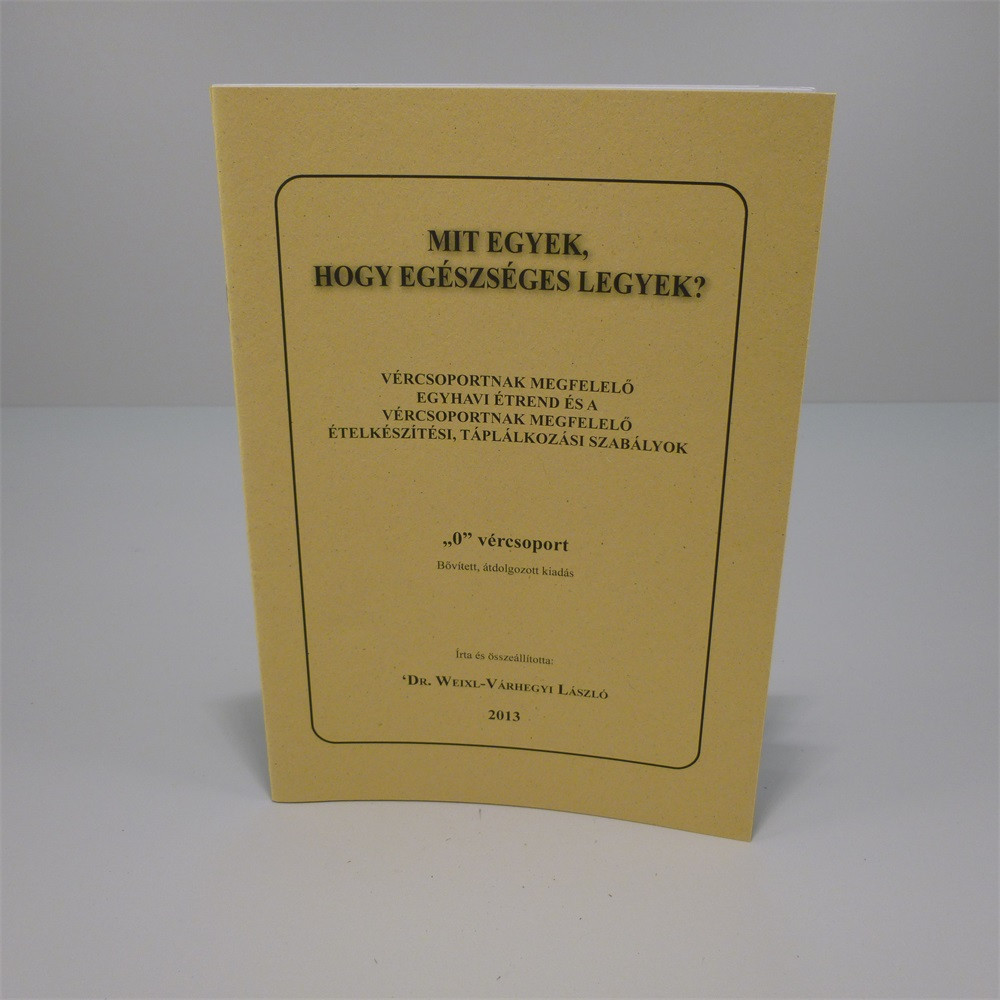 MIT EGYEK,
HOGY EGÉSZSÉGES LEGYEK?
VÉRCSOPORTNAK MEGFELELŐ
EGYHAVI ÉTREND ÉS A
VÉRCSOPORTNAK MEGFELELŐ
ÉTELKÉSZÍTÉSI, TÁPLÁLKOZÁSI SZABÁLYOK
„0” vércsoport
Bővített, átdolgozott kiadás
Írta és összeállította:
‘DR. WEIXL-VÁRHEGYI LÁSZLÓ
2013